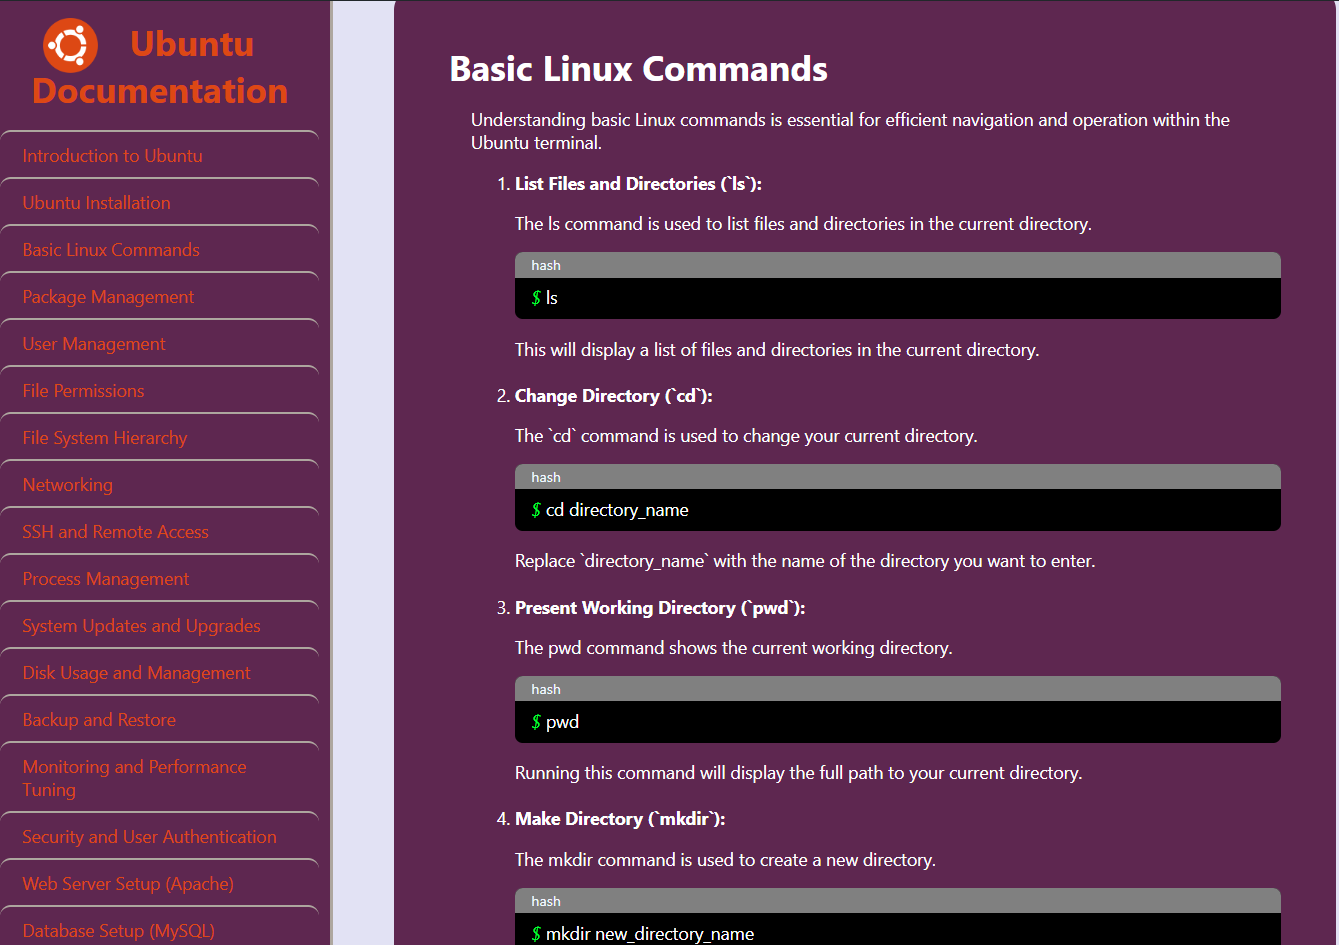 Ubuntu
Documentation
Introduction to Ubuntu
Ubuntu Installation
Basic Linux Commands
Package Management
User Management
File Permissions
File System Hierarchy
Networking
SSH and Remote Access
Process Management
System Updates and Upgrades
Disk Usage and Management
Backup and Restore
Monitoring and Performance
Tuning
Security and User Authentication
Web Server Setup (Apache)
Database Setup (MySQL)
Basic Linux Commands
Understanding basic Linux commands is essential for efficient navigation and operation within the
Ubuntu terminal.
1. List Files and Directories (`ls`):
The ls command is used to list files and directories in the current directory.
hash
$ ls
This will display a list of files and directories in the current directory.
2. Change Directory (`cd`):
The `cd` command is used to change your current directory.
hash
$ cd directory_name
Replace `directory_name` with the name of the directory you want to enter.
3. Present Working Directory (`pwd`):
The pwd command shows the current working directory.
hash
$ pwd
Running this command will display the full path to your current directory.
4. Make Directory (`mkdir`):
The mkdir command is used to create a new directory.
hash
$ mkdir new_directory_name